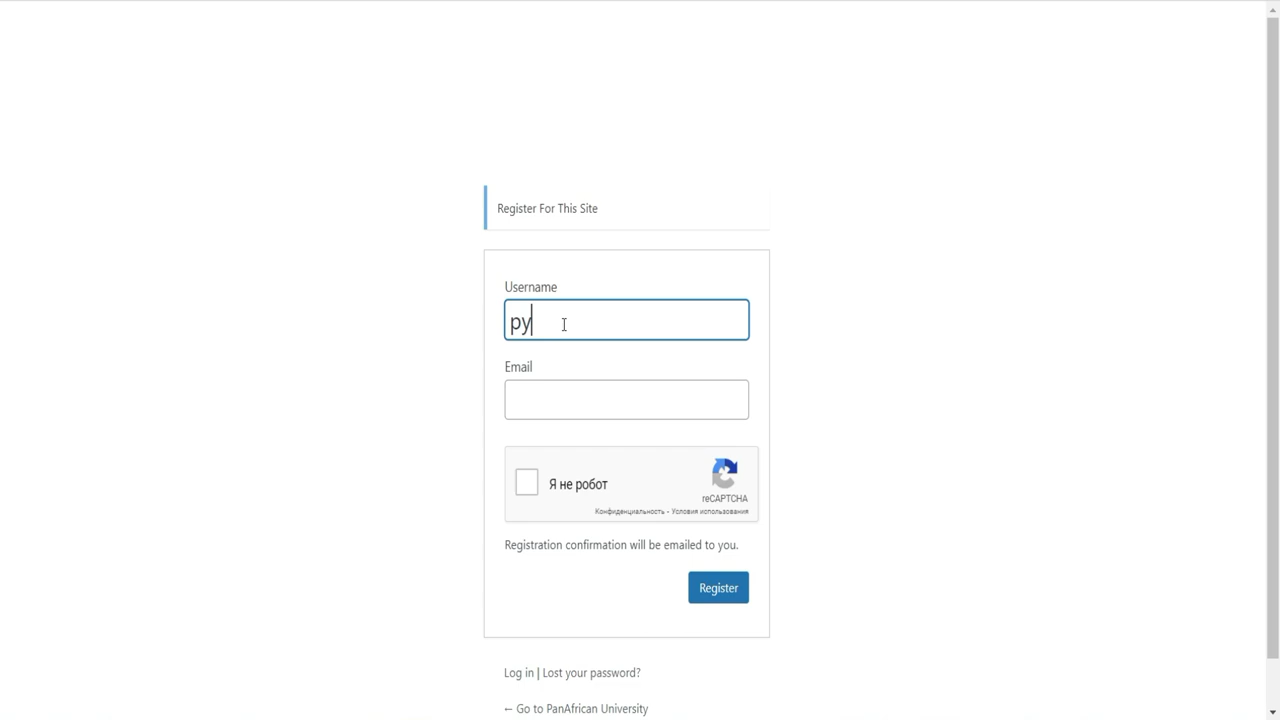 Register For This Site
Username
py
Email
Я не робот
reCAPTCHA
Конфиденциальность - Условия использования
Registration confirmation will be emailed to you.
Register
Log in | Lost your password?
← Go to PanAfrican University